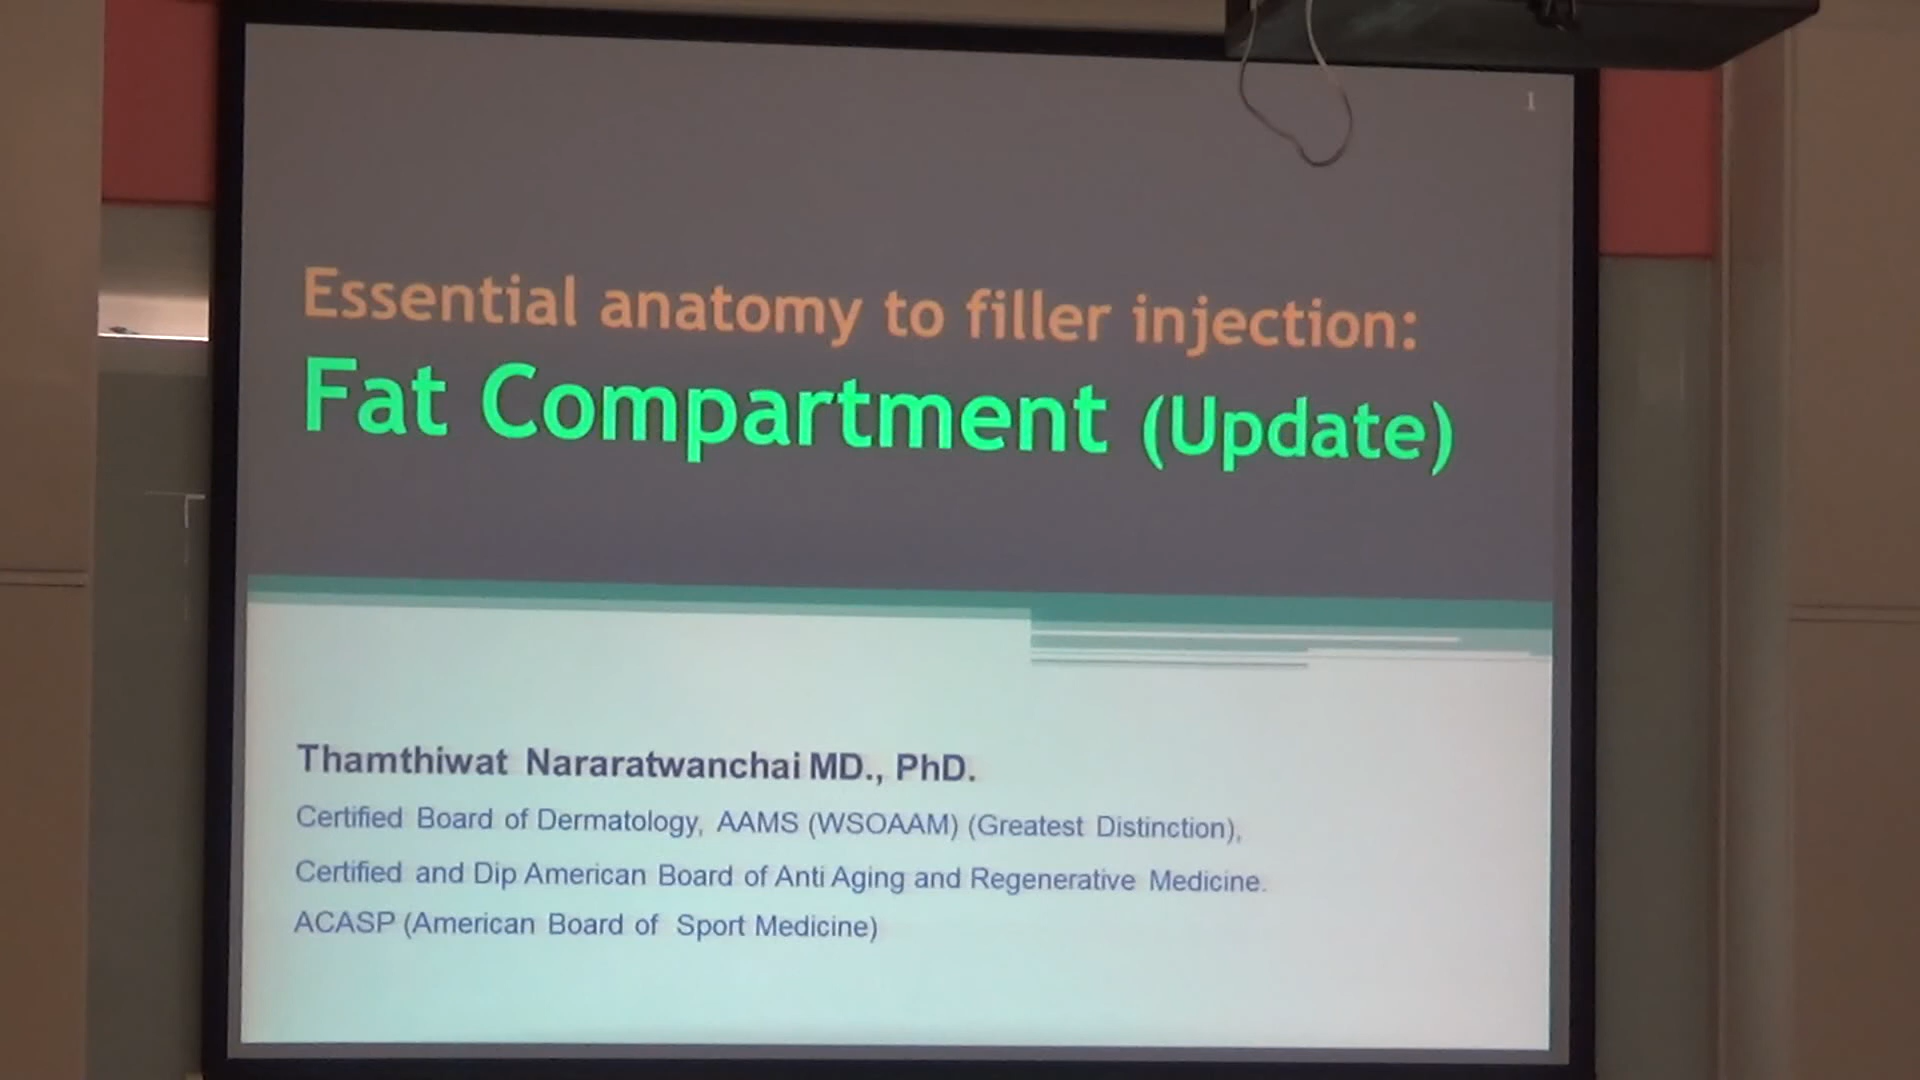 1
Essential anatomy to filler injection:
Fat Compartment (Update)
Thamthiwat Nararatwanchai MD., PhD.
Certified Board of Dermatology, AAMS (WSOAAM) (Greatest Distinction),
Certified and Dip American Board of Anti Aging and Regenerative Medicine.
ACASP (American Board of Sport Medicine)